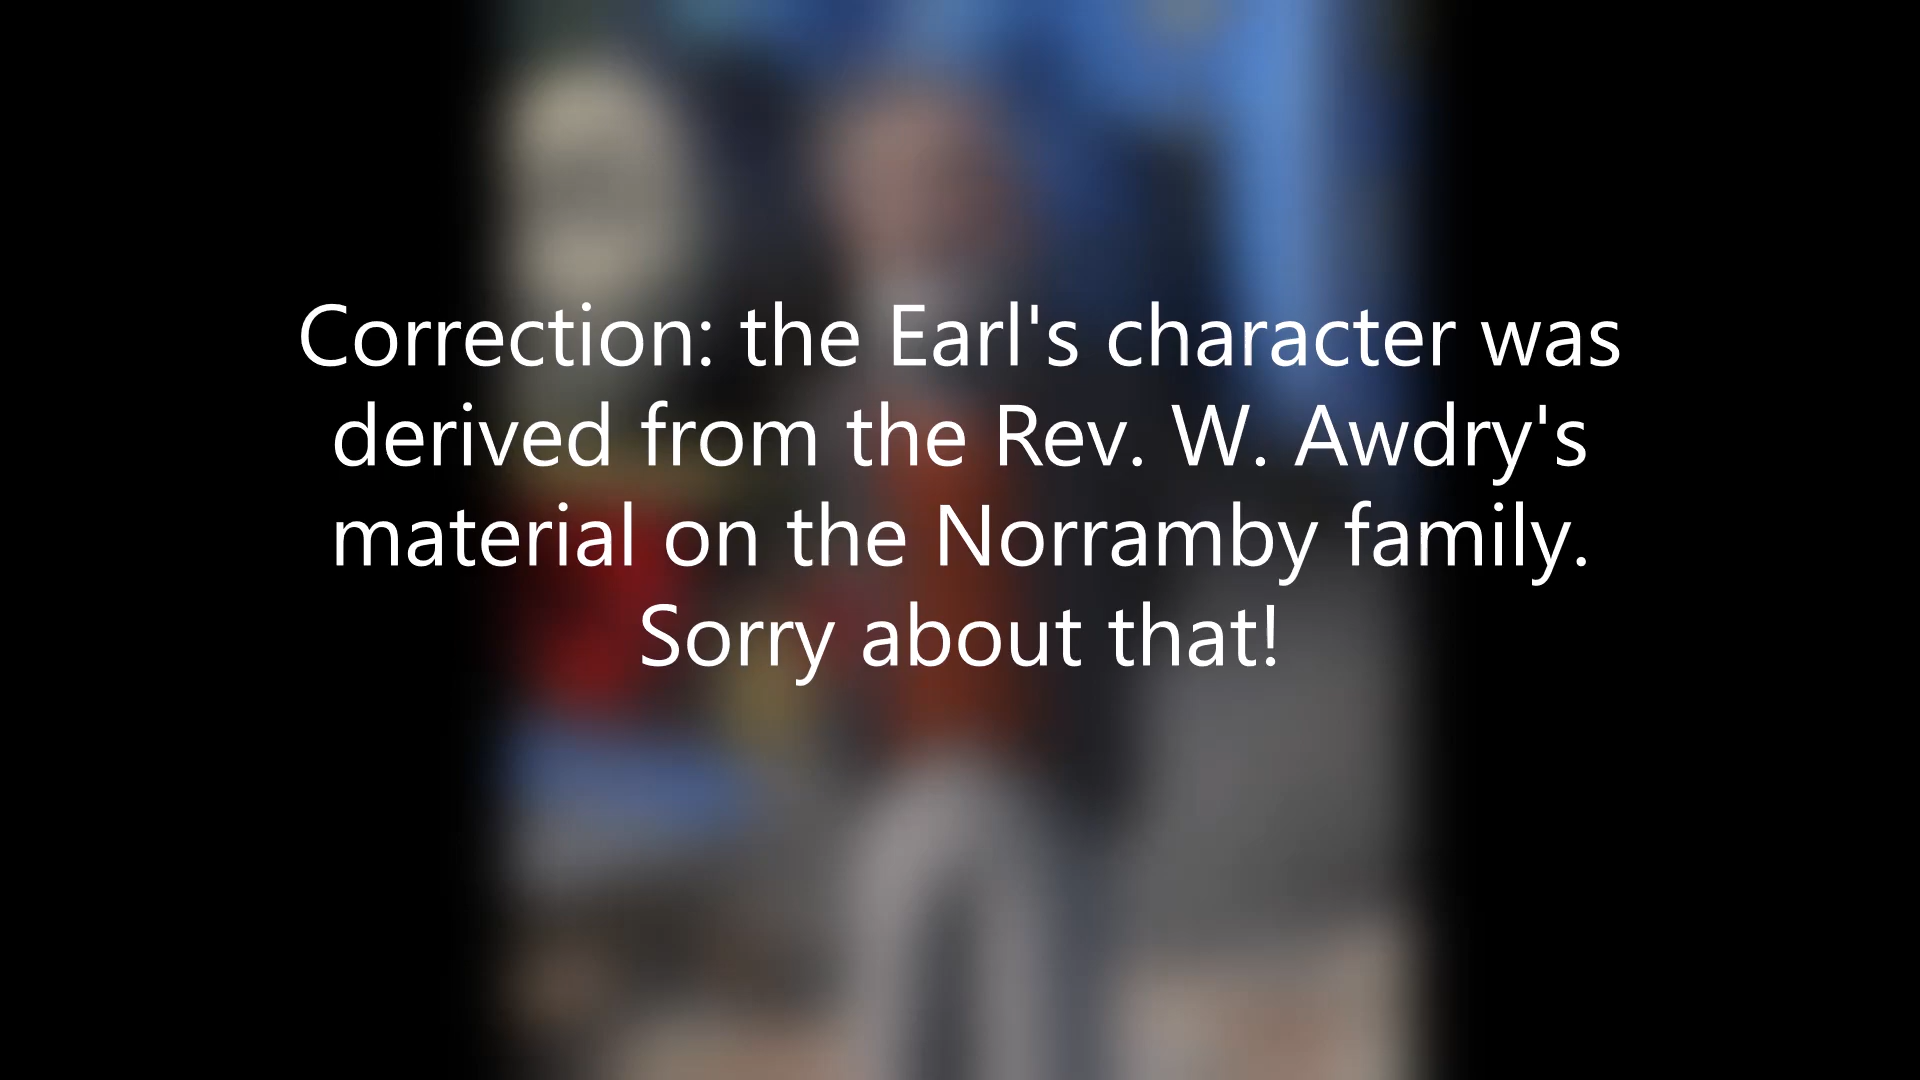 Correction: the Earl's character was
derived from the Rev. W. Awdry's
material on the Norramby family.
Sorry about that!